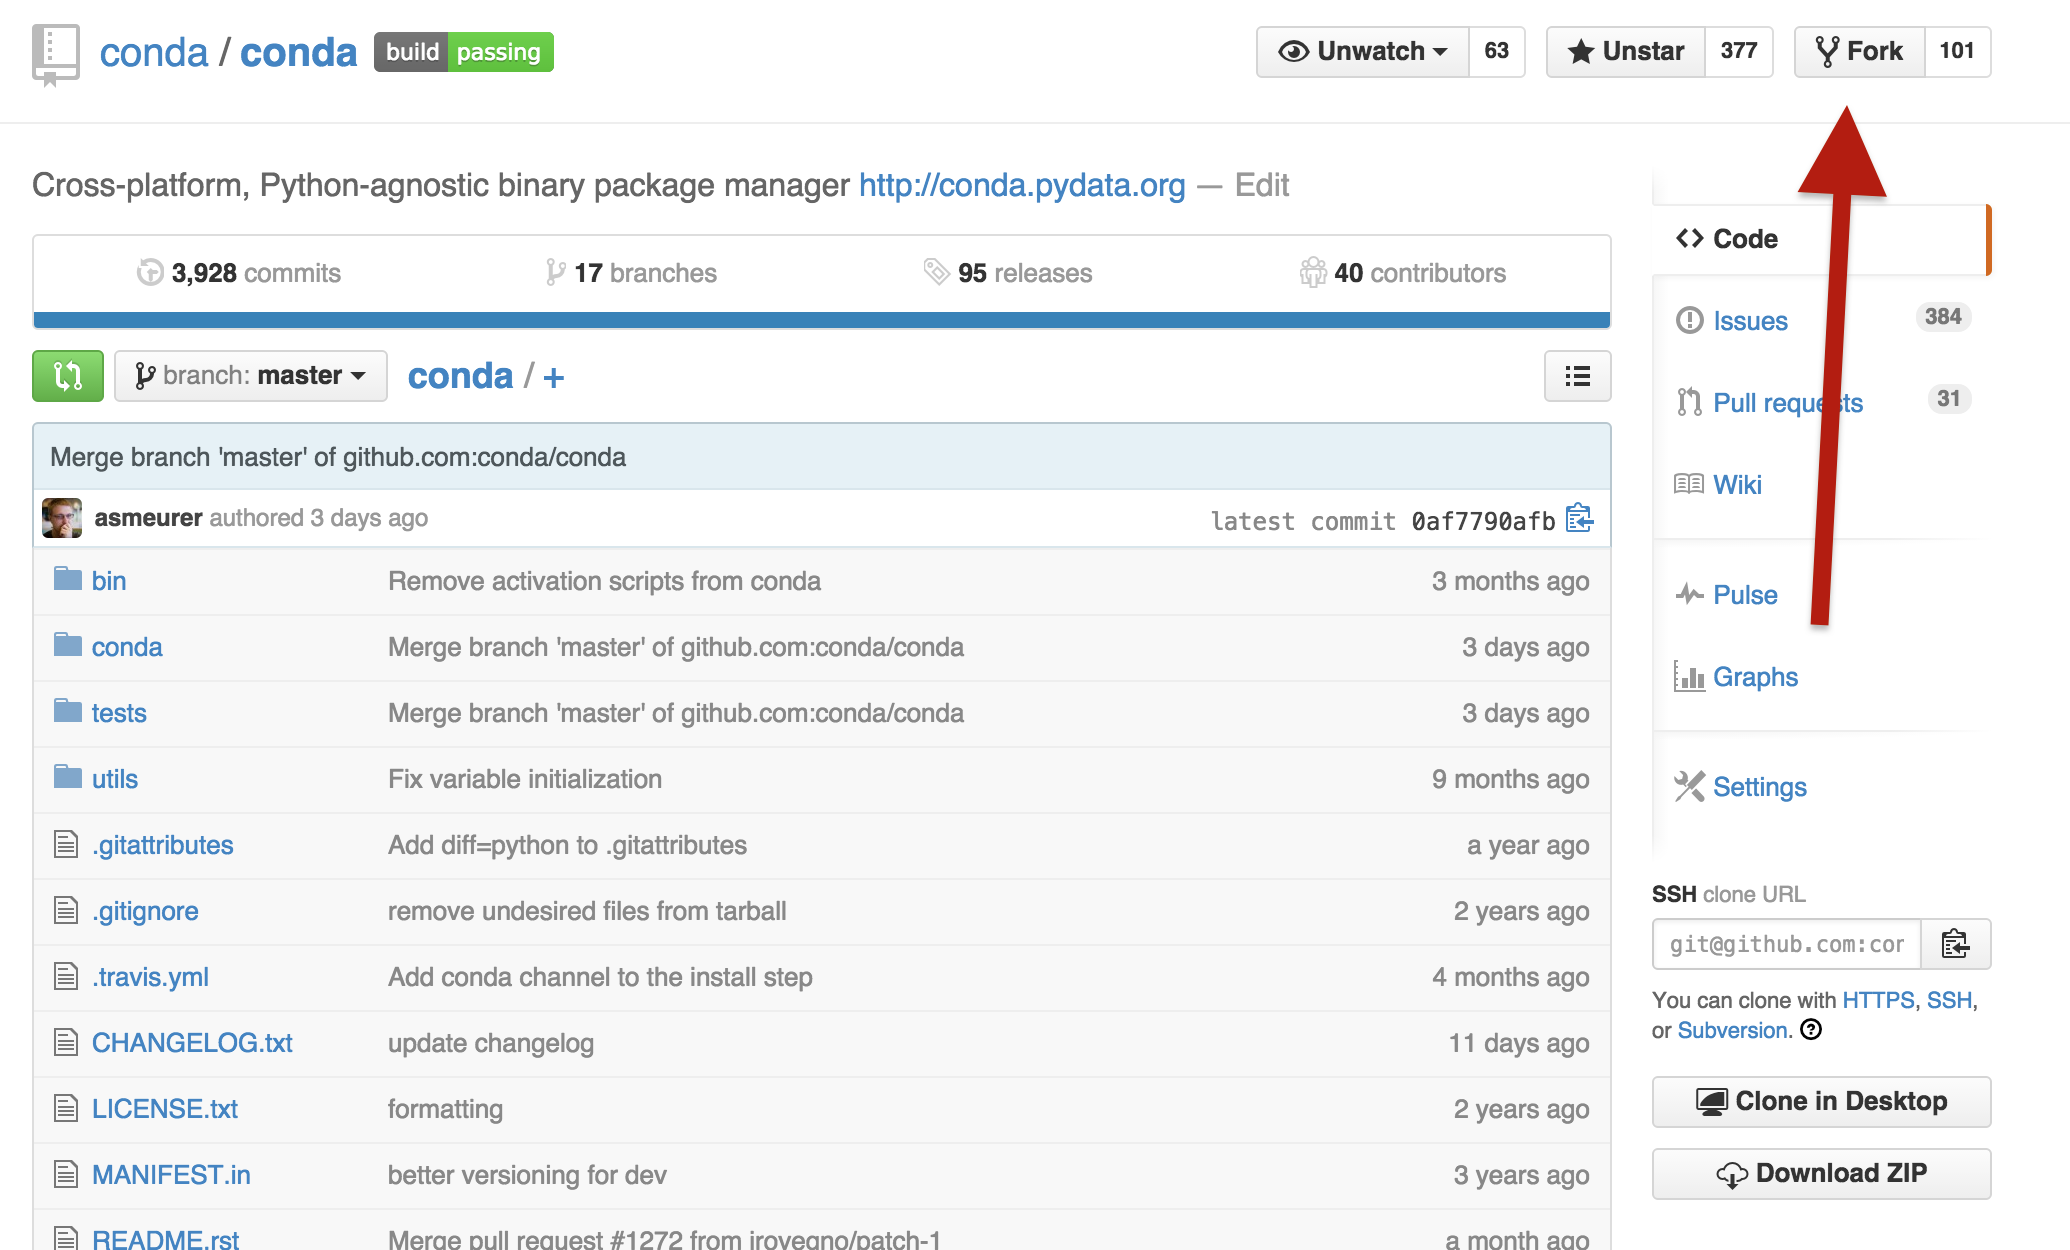 conda / conda build passing Unwatch 63 Unstar 377 Fork 101
Cross-platform, Python-agnostic binary package manager http://conda.pydata.org — Edit
3,928 commits 17 branches 95 releases 40 contributors
branch: master conda / +
Merge branch 'master' of github.com:conda/conda
asmeurer authored 3 days ago latest commit 0af7790afb
bin Remove activation scripts from conda 3 months ago
conda Merge branch 'master' of github.com:conda/conda 3 days ago
tests Merge branch 'master' of github.com:conda/conda 3 days ago
utils Fix variable initialization 9 months ago
.gitattributes Add diff=python to .gitattributes a year ago
.gitignore remove undesired files from tarball 2 years ago
.travis.yml Add conda channel to the install step 4 months ago
CHANGELOG.txt update changelog 11 days ago
LICENSE.txt formatting 2 years ago
MANIFEST.in better versioning for dev 3 years ago
README.rst Merge pull request #1272 from jrovegno/patch-1 a month ago
Code
Issues 384
Pull requests 31
Wiki
Pulse
Graphs
Settings
SSH clone URL
git@github.com:cor
You can clone with HTTPS, SSH,
or Subversion.
Clone in Desktop
Download ZIP